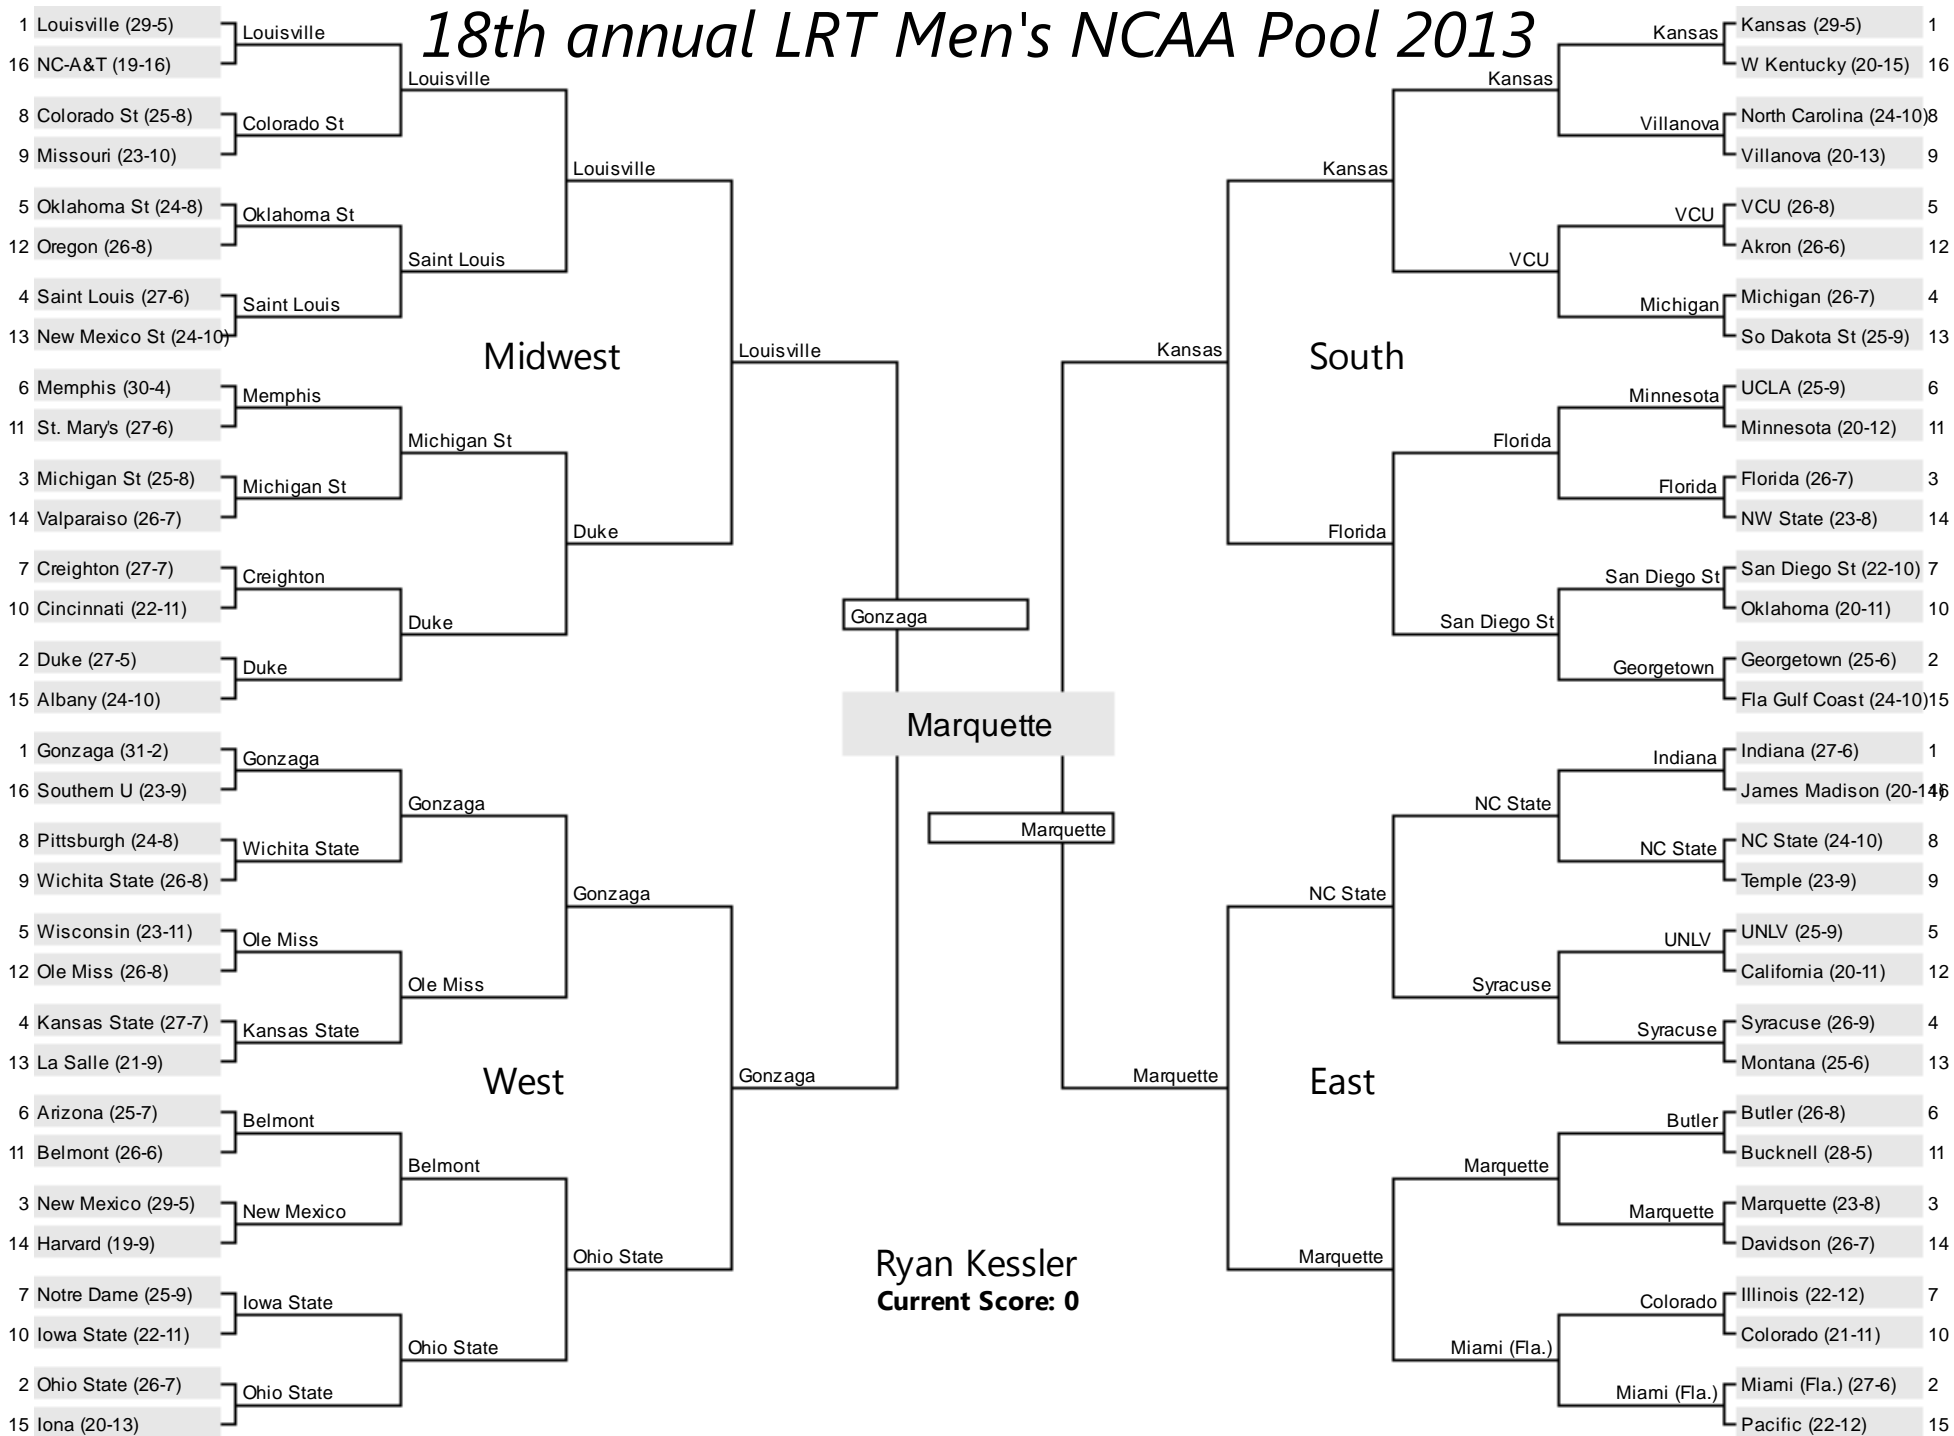 18th annual LRT Men's NCAA Pool 2013
1 Louisville (29-5)
16 NC-A&T (19-16)
8 Colorado St (25-8)
9 Missouri (23-10)
5 Oklahoma St (24-8)
12 Oregon (26-8)
4 Saint Louis (27-6)
13 New Mexico St (24-10)
6 Memphis (30-4)
11 St. Mary's (27-6)
3 Michigan St (25-8)
14 Valparaiso (26-7)
7 Creighton (27-7)
10 Cincinnati (22-11)
2 Duke (27-5)
15 Albany (24-10)
1 Gonzaga (31-2)
16 Southern U (23-9)
8 Pittsburgh (24-8)
9 Wichita State (26-8)
5 Wisconsin (23-11)
12 Ole Miss (26-8)
4 Kansas State (27-7)
13 La Salle (21-9)
6 Arizona (25-7)
11 Belmont (26-6)
3 New Mexico (29-5)
14 Harvard (19-9)
7 Notre Dame (25-9)
10 Iowa State (22-11)
2 Ohio State (26-7)
15 Iona (20-13)
Louisville
Colorado St
Oklahoma St
Saint Louis
Memphis
Michigan St
Creighton
Duke
Gonzaga
Wichita State
Ole Miss
Kansas State
Belmont
New Mexico
Iowa State
Ohio State
Louisville
Saint Louis
Michigan St
Duke
Gonzaga
Ole Miss
Belmont
Ohio State
Louisville
Duke
Gonzaga
Ohio State
Midwest
West
Louisville
Gonzaga
Gonzaga
Marquette
Marquette
Ryan Kessler
Current Score: 0
Kansas
Marquette
South
East
Kansas
Florida
NC State
Marquette
Kansas
VCU
Florida
San Diego St
NC State
Syracuse
Marquette
Miami (Fla.)
Kansas
Villanova
VCU
Michigan
Minnesota
Florida
San Diego St
Georgetown
Indiana
NC State
UNLV
Syracuse
Butler
Marquette
Colorado
Miami (Fla.)
Kansas (29-5) 1
W Kentucky (20-15) 16
North Carolina (24-10) 8
Villanova (20-13) 9
VCU (26-8) 5
Akron (26-6) 12
Michigan (26-7) 4
So Dakota St (25-9) 13
UCLA (25-9) 6
Minnesota (20-12) 11
Florida (26-7) 3
NW State (23-8) 14
San Diego St (22-10) 7
Oklahoma (20-11) 10
Georgetown (25-6) 2
Fla Gulf Coast (24-10) 15
Indiana (27-6) 1
James Madison (20-14) 16
NC State (24-10) 8
Temple (23-9) 9
UNLV (25-9) 5
California (20-11) 12
Syracuse (26-9) 4
Montana (25-6) 13
Butler (26-8) 6
Bucknell (28-5) 11
Marquette (23-8) 3
Davidson (26-7) 14
Illinois (22-12) 7
Colorado (21-11) 10
Miami (Fla.) (27-6) 2
Pacific (22-12) 15